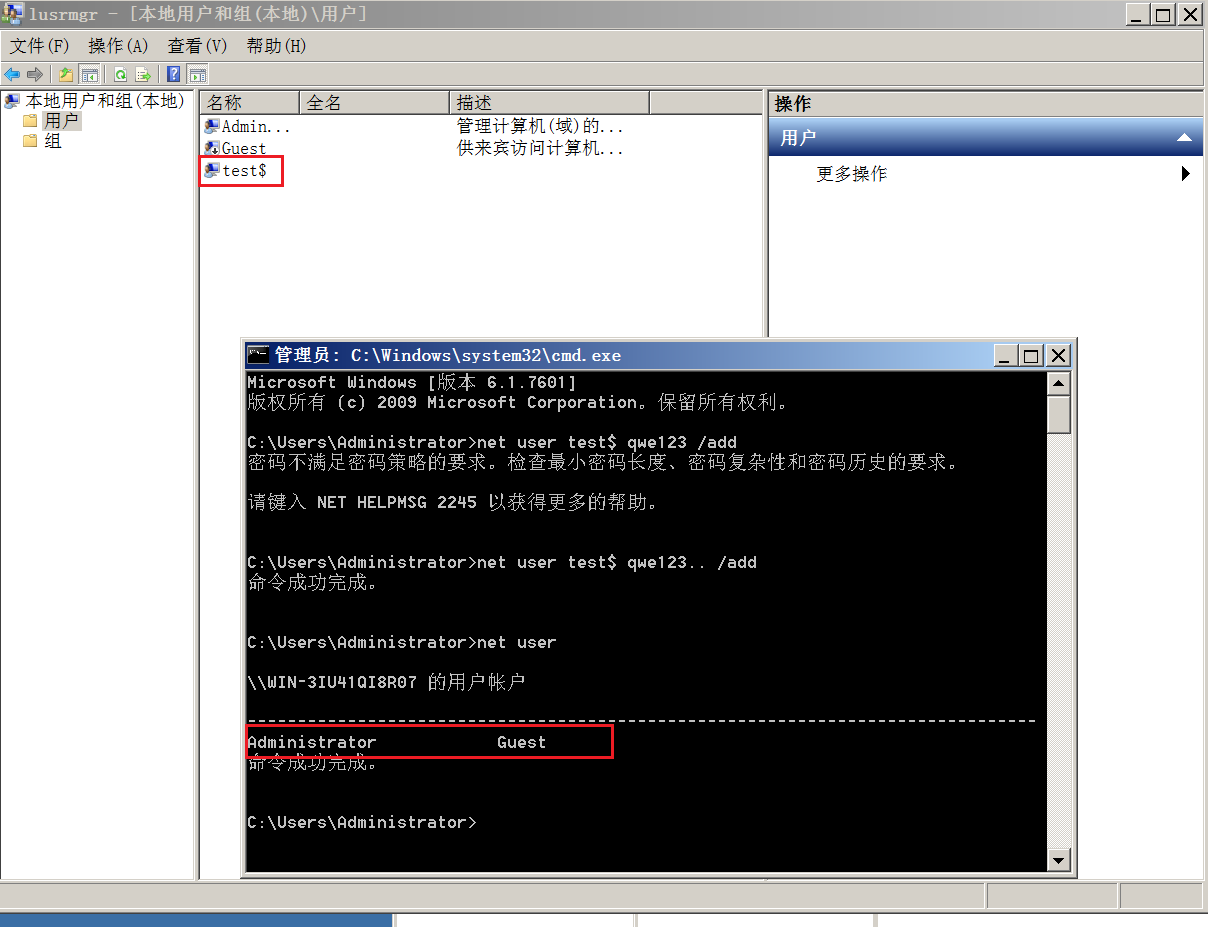 lusrmgr - [本地用户和组(本地)\用户]
文件(F) 操作(A) 查看(V) 帮助(H)
本地用户和组(本地)
用户
组
名称 全名 描述
Admin... 管理计算机(域)的...
Guest 供来宾访问计算机...
test$
操作
用户
更多操作
管理员: C:\Windows\system32\cmd.exe
Microsoft Windows [版本 6.1.7601]
版权所有 (c) 2009 Microsoft Corporation。保留所有权利。
C:\Users\Administrator>net user test$ qwe123 /add
密码不满足密码策略的要求。检查最小密码长度、密码复杂性和密码历史的要求。
请键入 NET HELPMSG 2245 以获得更多的帮助。
C:\Users\Administrator>net user test$ qwe123.. /add
命令成功完成。
C:\Users\Administrator>net user
\\WIN-3IU41QI8R07 的用户帐户
-------------------------------------------------------------------------------
Administrator Guest
命令成功完成。
C:\Users\Administrator>